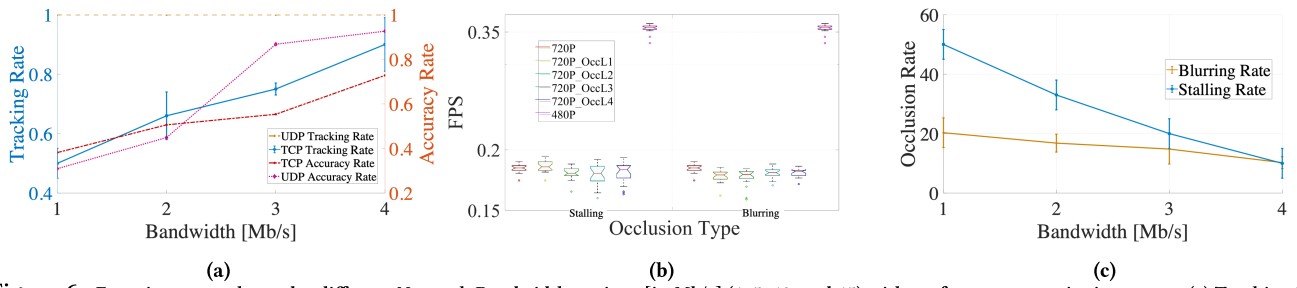 1
0.8
0.6
0.4
1
0.8
0.6
0.4
0.2
Tracking Rate
Accuracy Rate
UDP Tracking Rate
TCP Tracking Rate
TCP Accuracy Rate
UDP Accuracy Rate
1 2 3 4
Bandwidth [Mb/s]
(a)
0.35
0.2
0.15
FPS
720P
720P_OccL1
720P_OccL2
720P_OccL3
720P_OccL4
480P
Stalling Blurring
Occlusion Type
(b)
60
40
20
0
Occlusion Rate
Blurring Rate
Stalling Rate
1 2 3 4
Bandwidth [Mb/s]
(c)